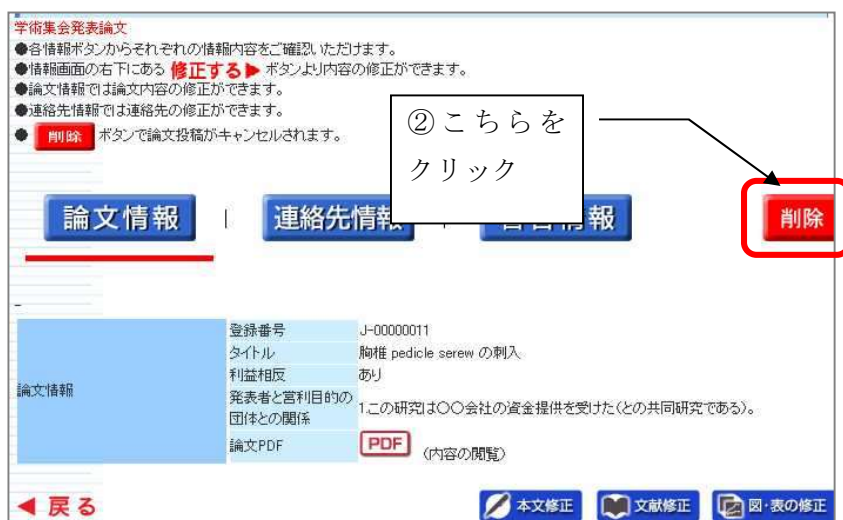 学術集会発表論文
●各情報ボタンからそれぞれの情報内容をご確認いただけます。
●情報画面の右下にある 修正する▶ ボタンより内容の修正ができます。
●論文情報では論文内容の修正ができます。
●連絡先情報では連絡先の修正ができます。
● 削除 ボタンで論文投稿がキャンセルされます。
②こちらを
クリック
論文情報 | 連絡先情報 情報 削除
論文情報
登録番号 J-00000011
タイトル 胸椎 pedicle serew の刺入
利益相反 あり
発表者と営利目的の
団体との関係 1.この研究は〇〇会社の資金提供を受けた(との共同研究である)。
論文PDF PDF (内容の閲覧)
◀ 戻る 本文修正 文献修正 図・表の修正